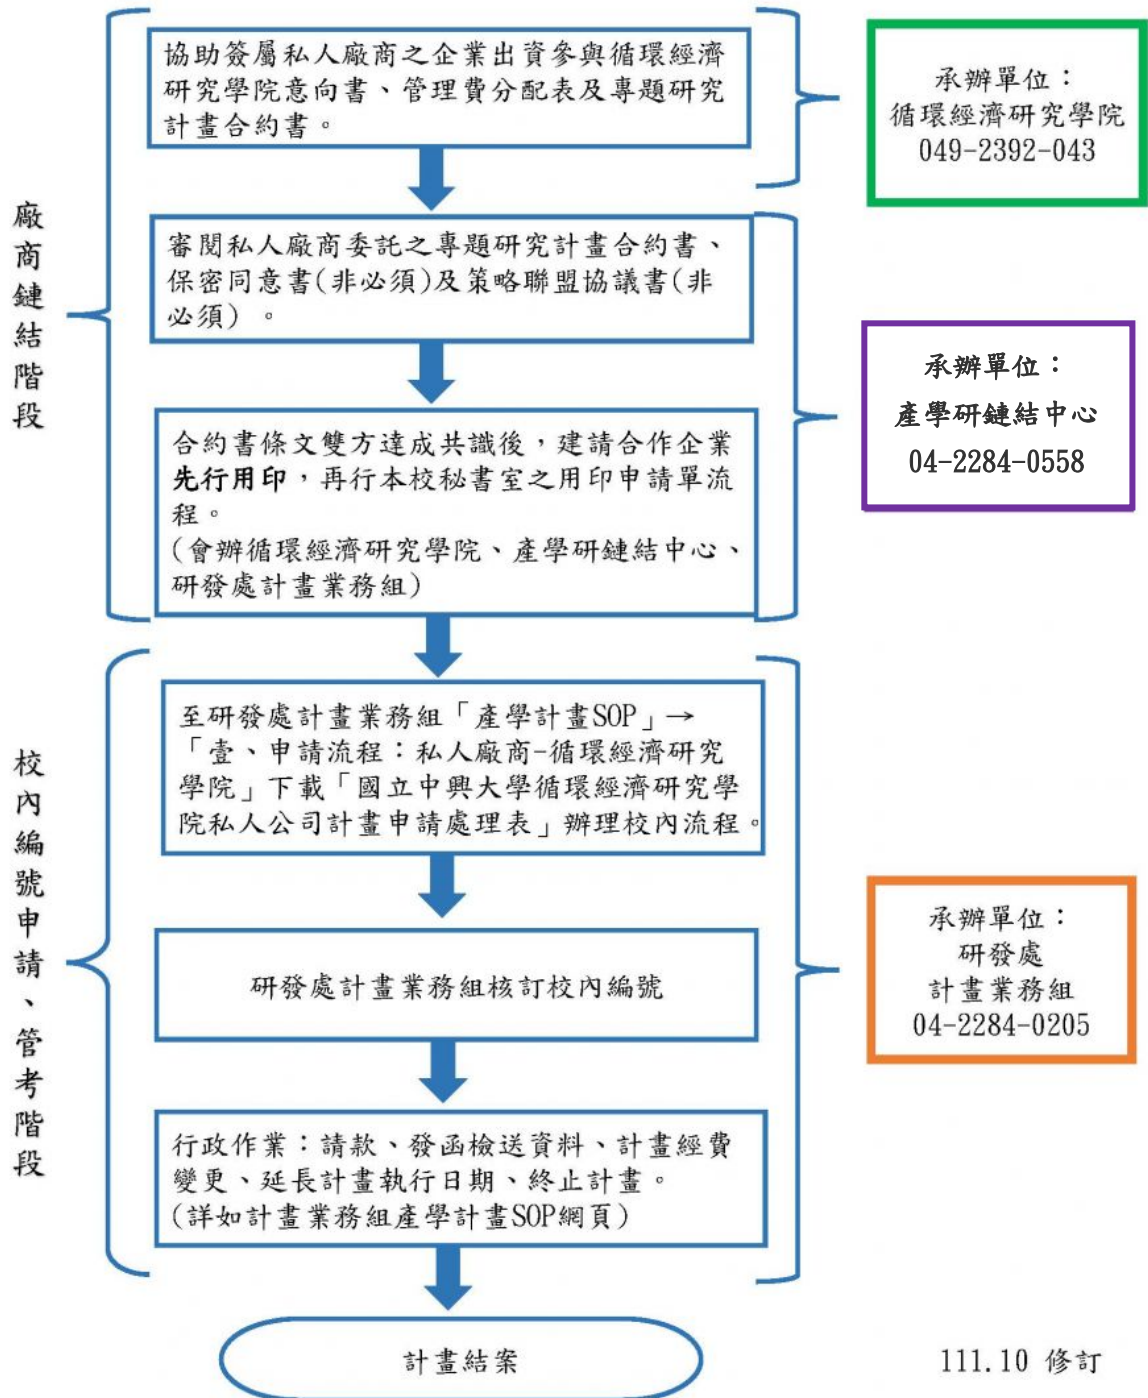 協助簽屬私人廠商之企業出資參與循環經濟
研究學院意向書、管理費分配表及專題研究
計畫合約書。
承辦單位：
循環經濟研究學院
049-2392-043
廠商鏈結階段
審閱私人廠商委託之專題研究計畫合約書、
保密同意書(非必須)及策略聯盟協議書(非
必須)。
合約書條文雙方達成共識後，建請合作企業
先行用印，再行本校秘書室之用印申請單流
程。
(會辦循環經濟研究學院、產學研鏈結中心、
研發處計畫業務組)
承辦單位：
產學研鏈結中心
04-2284-0558
校內編號申請、管考階段
至研發處計畫業務組「產學計畫SOP」→
「壹、申請流程：私人廠商-循環經濟研究
學院」下載「國立中興大學循環經濟研究學
院私人公司計畫申請處理表」辦理校內流程。
研發處計畫業務組核訂校內編號
行政作業：請款、發函檢送資料、計畫經費
變更、延長計畫執行日期、終止計畫。
(詳如計畫業務組產學計畫SOP網頁)
承辦單位：
研發處
計畫業務組
04-2284-0205
計畫結案
111.10 修訂